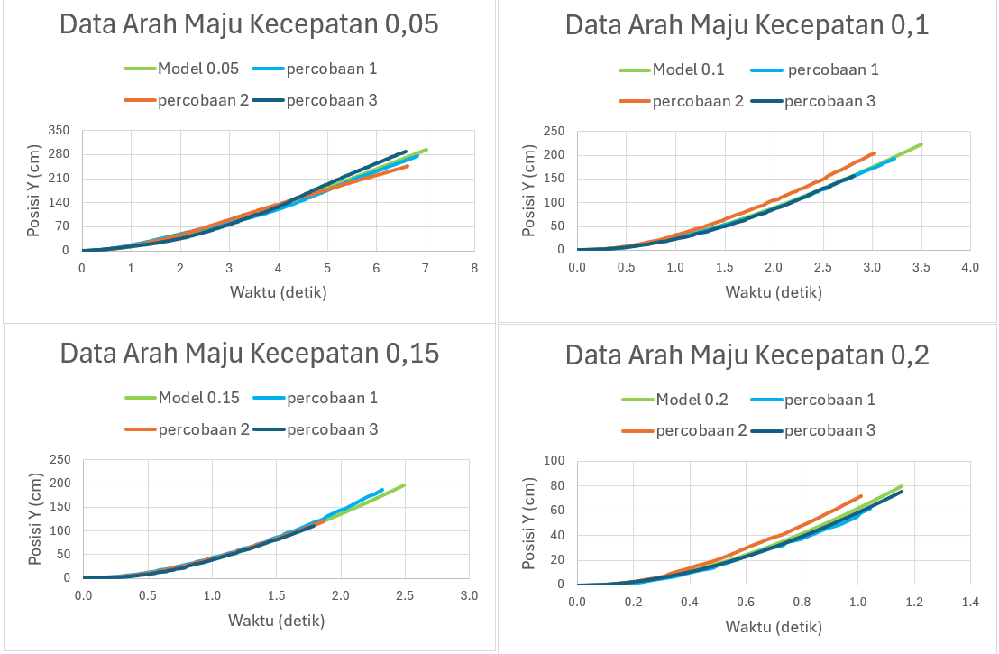 Data Arah Maju Kecepatan 0,05
Model 0.05 percobaan 1
percobaan 2 percobaan 3
Posisi Y (cm)
350
280
210
140
70
0
0 1 2 3 4 5 6 7 8
Waktu (detik)
Data Arah Maju Kecepatan 0,1
Model 0.1 percobaan 1
percobaan 2 percobaan 3
Posisi Y (cm)
250
200
150
100
50
0
0.0 0.5 1.0 1.5 2.0 2.5 3.0 3.5 4.0
Waktu (detik)
Data Arah Maju Kecepatan 0,15
Model 0.15 percobaan 1
percobaan 2 percobaan 3
Posisi Y (cm)
250
200
150
100
50
0
0.0 0.5 1.0 1.5 2.0 2.5 3.0
Waktu (detik)
Data Arah Maju Kecepatan 0,2
Model 0.2 percobaan 1
percobaan 2 percobaan 3
Posisi Y (cm)
100
80
60
40
20
0
0.0 0.2 0.4 0.6 0.8 1.0 1.2 1.4
Waktu (detik)